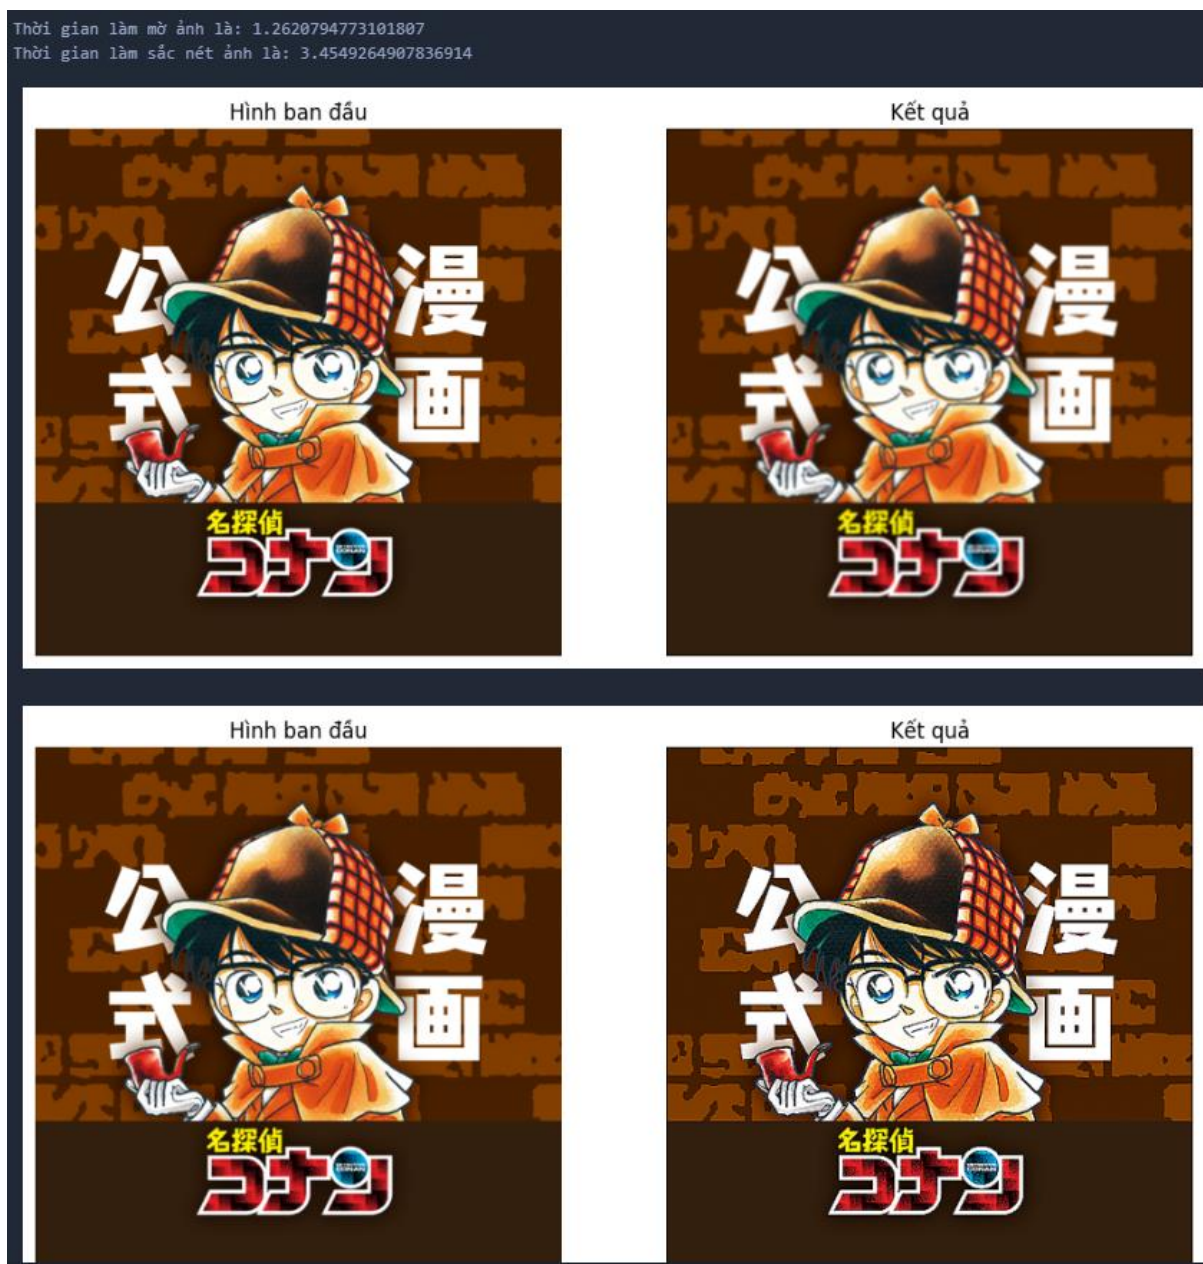 Thời gian làm mờ ảnh là: 1.2620794773101807
Thời gian làm sắc nét ảnh là: 3.4549264907836914
Hình ban đầu
Kết quả
公式
漫画
名探偵
コナン
CONAN
公式
漫画
名探偵
コナン
Hình ban đầu
Kết quả
公式
漫画
名探偵
コナン
CONAN
公式
漫画
名探偵
コナン
CONAN